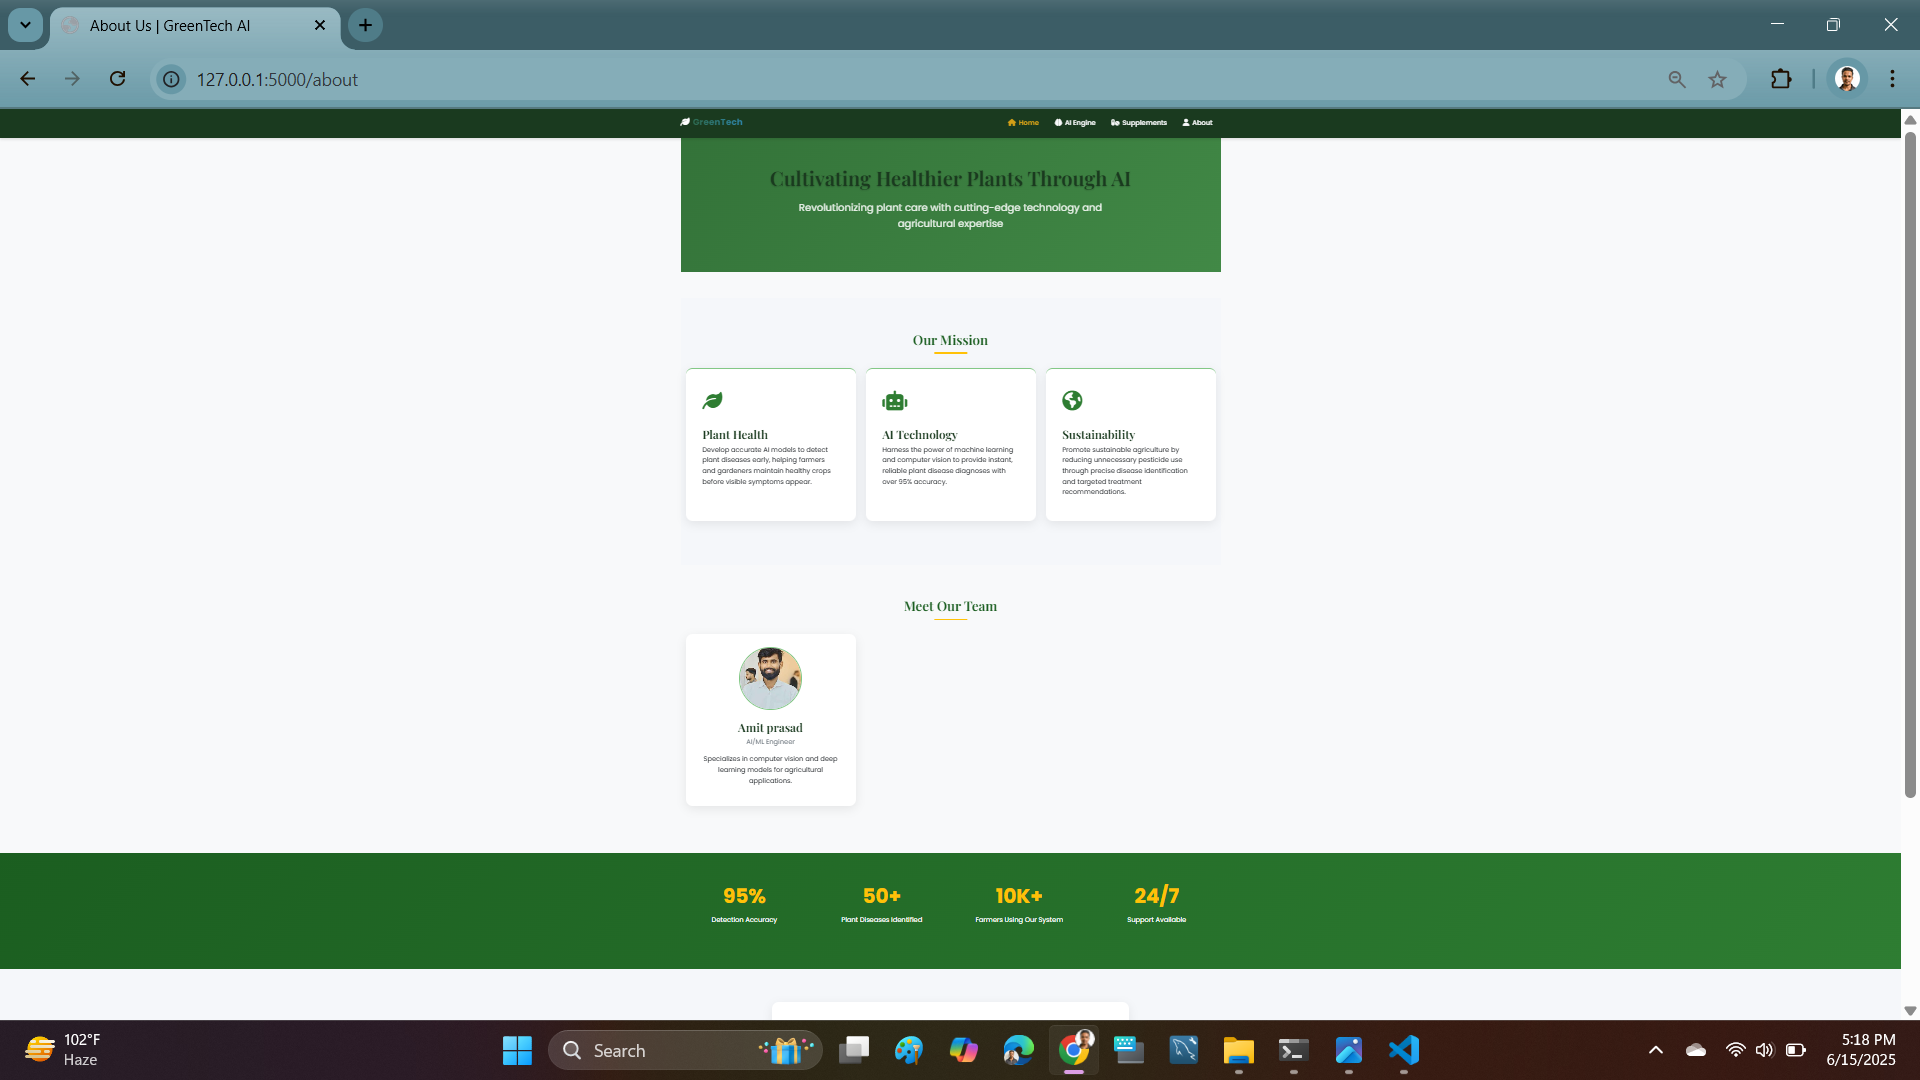 About Us | GreenTech AI
127.0.0.1:5000/about
GreenTech
Home
AI Engine
Supplements
About
Cultivating Healthier Plants Through AI
Revolutionizing plant care with cutting-edge technology and
agricultural expertise
Our Mission
Plant Health
Develop accurate AI models to detect
plant diseases early, helping farmers
and gardeners maintain healthy crops
before visible symptoms appear.
AI Technology
Harness the power of machine learning
and computer vision to provide instant,
reliable plant disease diagnoses with
over 95% accuracy.
Sustainability
Promote sustainable agriculture by
reducing unnecessary pesticide use
through precise disease identification
and targeted treatment
recommendations.
Meet Our Team
Amit prasad
AI/ML Engineer
Specializes in computer vision and deep
learning models for agricultural
applications.
95%
Detection Accuracy
50+
Plant Diseases Identified
10K+
Farmers Using Our System
24/7
Support Available
102°F
Haze
Search
5:18 PM
6/15/2025